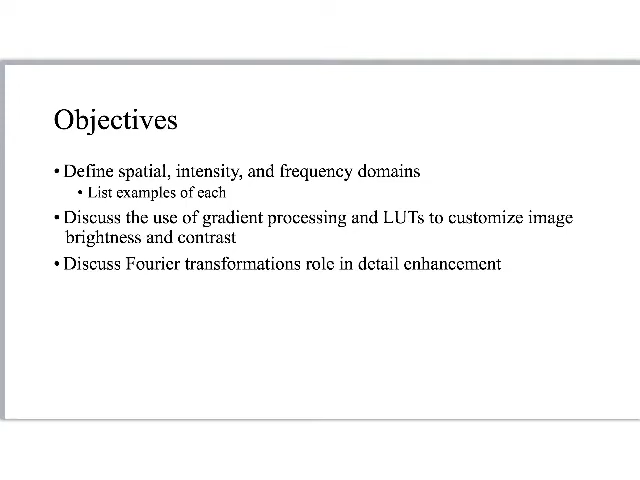 Objectives
• Define spatial, intensity, and frequency domains
• List examples of each
• Discuss the use of gradient processing and LUTs to customize image
brightness and contrast
• Discuss Fourier transformations role in detail enhancement